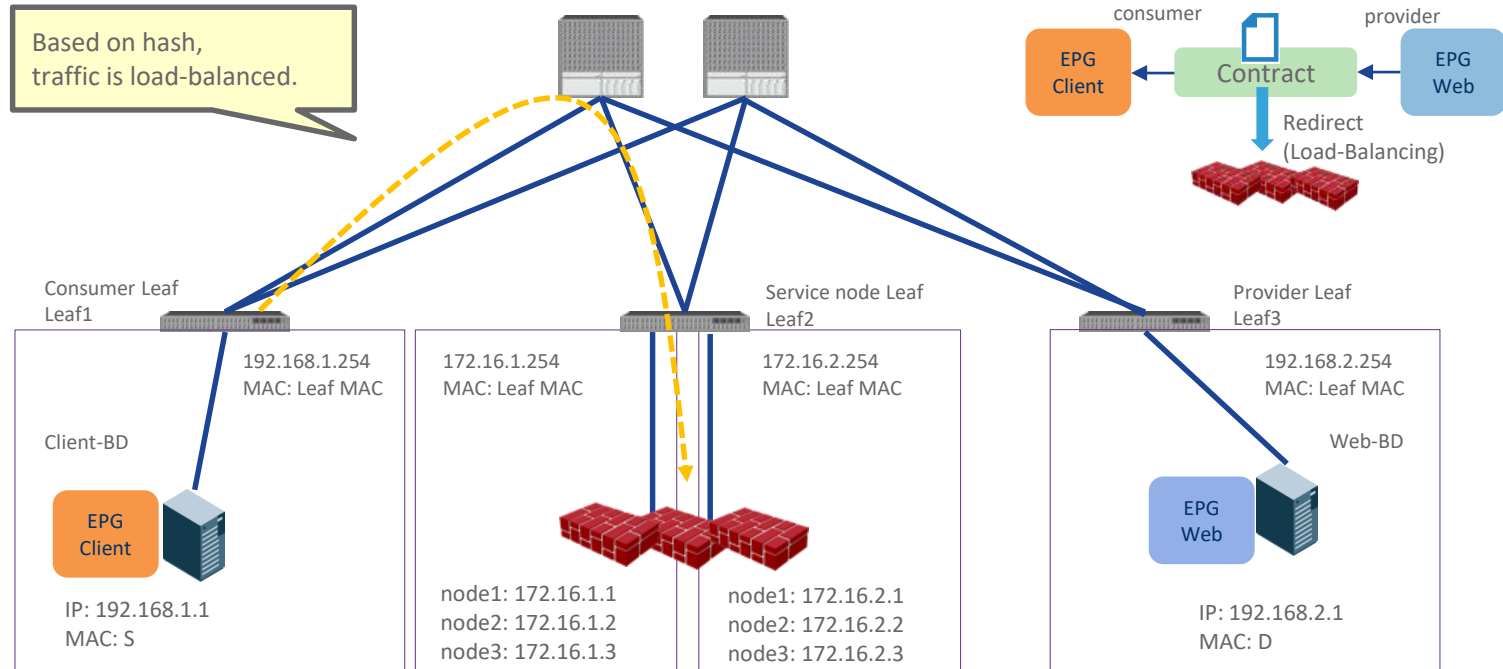 Based on hash,
traffic is load-balanced.
consumer
provider
EPG
Client
Contract
EPG
Web
Redirect
(Load-Balancing)
Consumer Leaf
Leaf1
Service node Leaf
Leaf2
Provider Leaf
Leaf3
192.168.1.254
MAC: Leaf MAC
172.16.1.254
MAC: Leaf MAC
172.16.2.254
MAC: Leaf MAC
192.168.2.254
MAC: Leaf MAC
Client-BD
Web-BD
EPG
Client
EPG
Web
IP: 192.168.1.1
MAC: S
node1: 172.16.1.1
node2: 172.16.1.2
node3: 172.16.1.3
node1: 172.16.2.1
node2: 172.16.2.2
node3: 172.16.2.3
IP: 192.168.2.1
MAC: D